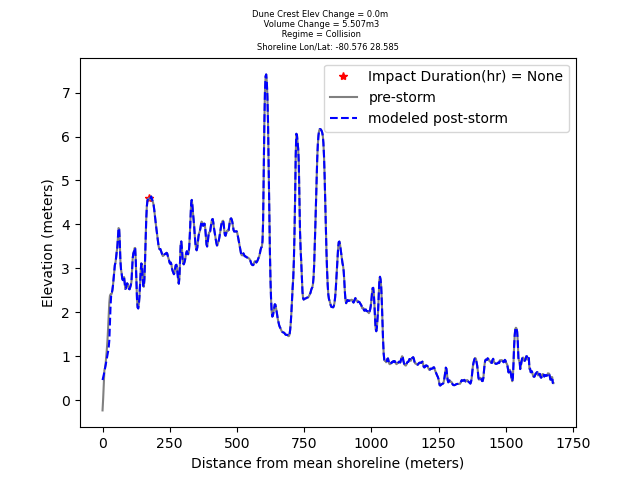 Dune Crest Elev Change = 0.0m
Volume Change = 5.507m3
Regime = Collision
Shoreline Lon/Lat: -80.576 28.585
Impact Duration(hr) = None
pre-storm
modeled post-storm
Elevation (meters)
7
6
5
4
3
2
1
0
0 250 500 750 1000 1250 1500 1750
Distance from mean shoreline (meters)